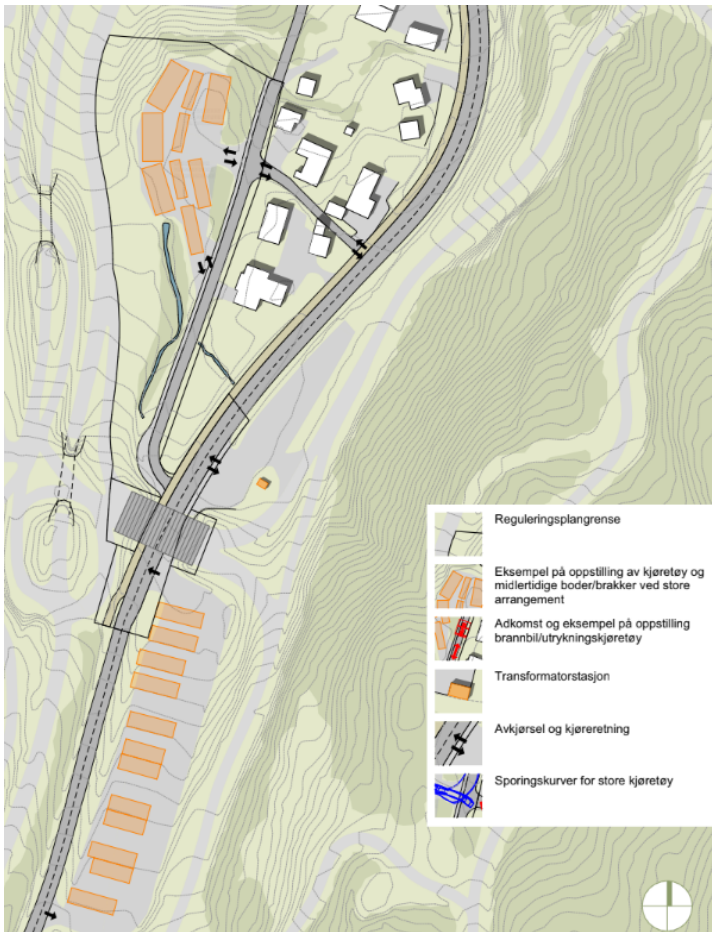 Reguleringsplangrense
Eksempel på oppstilling av kjøretøy og
midlertidige boder/brakker ved store
arrangement
Adkomst og eksempel på oppstilling
brannbil/utrykningskjøretøy
Transformatorstasjon
Avkjørsel og kjøreretning
Sporingskurver for store kjøretøy